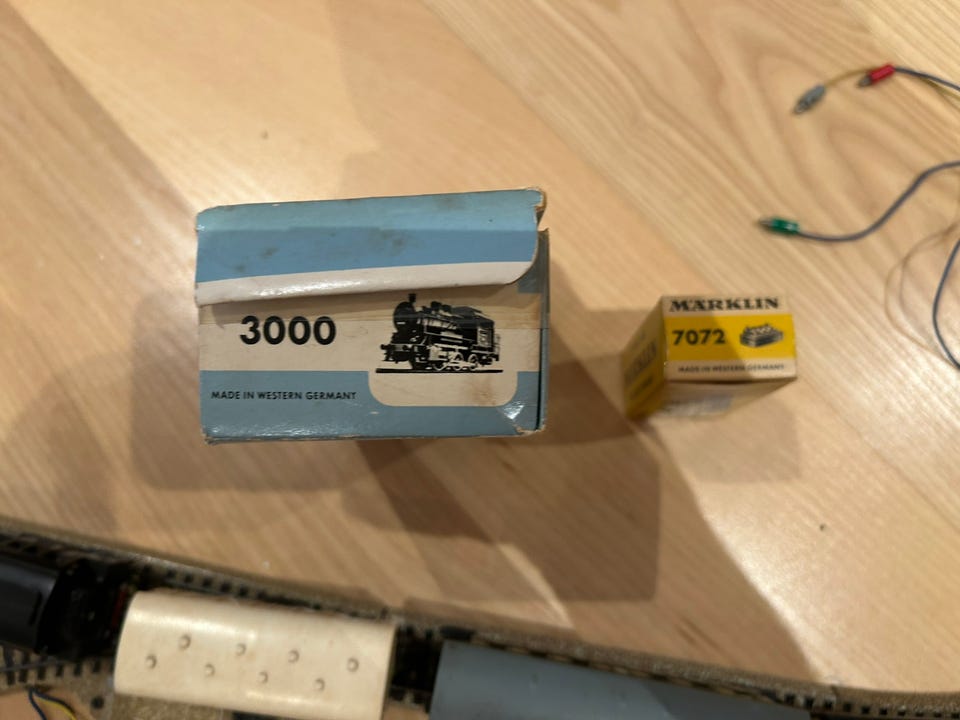 3000
MADE IN WESTERN GERMANY
MÄRKLIN
7072
MADE IN WESTERN GERMANY